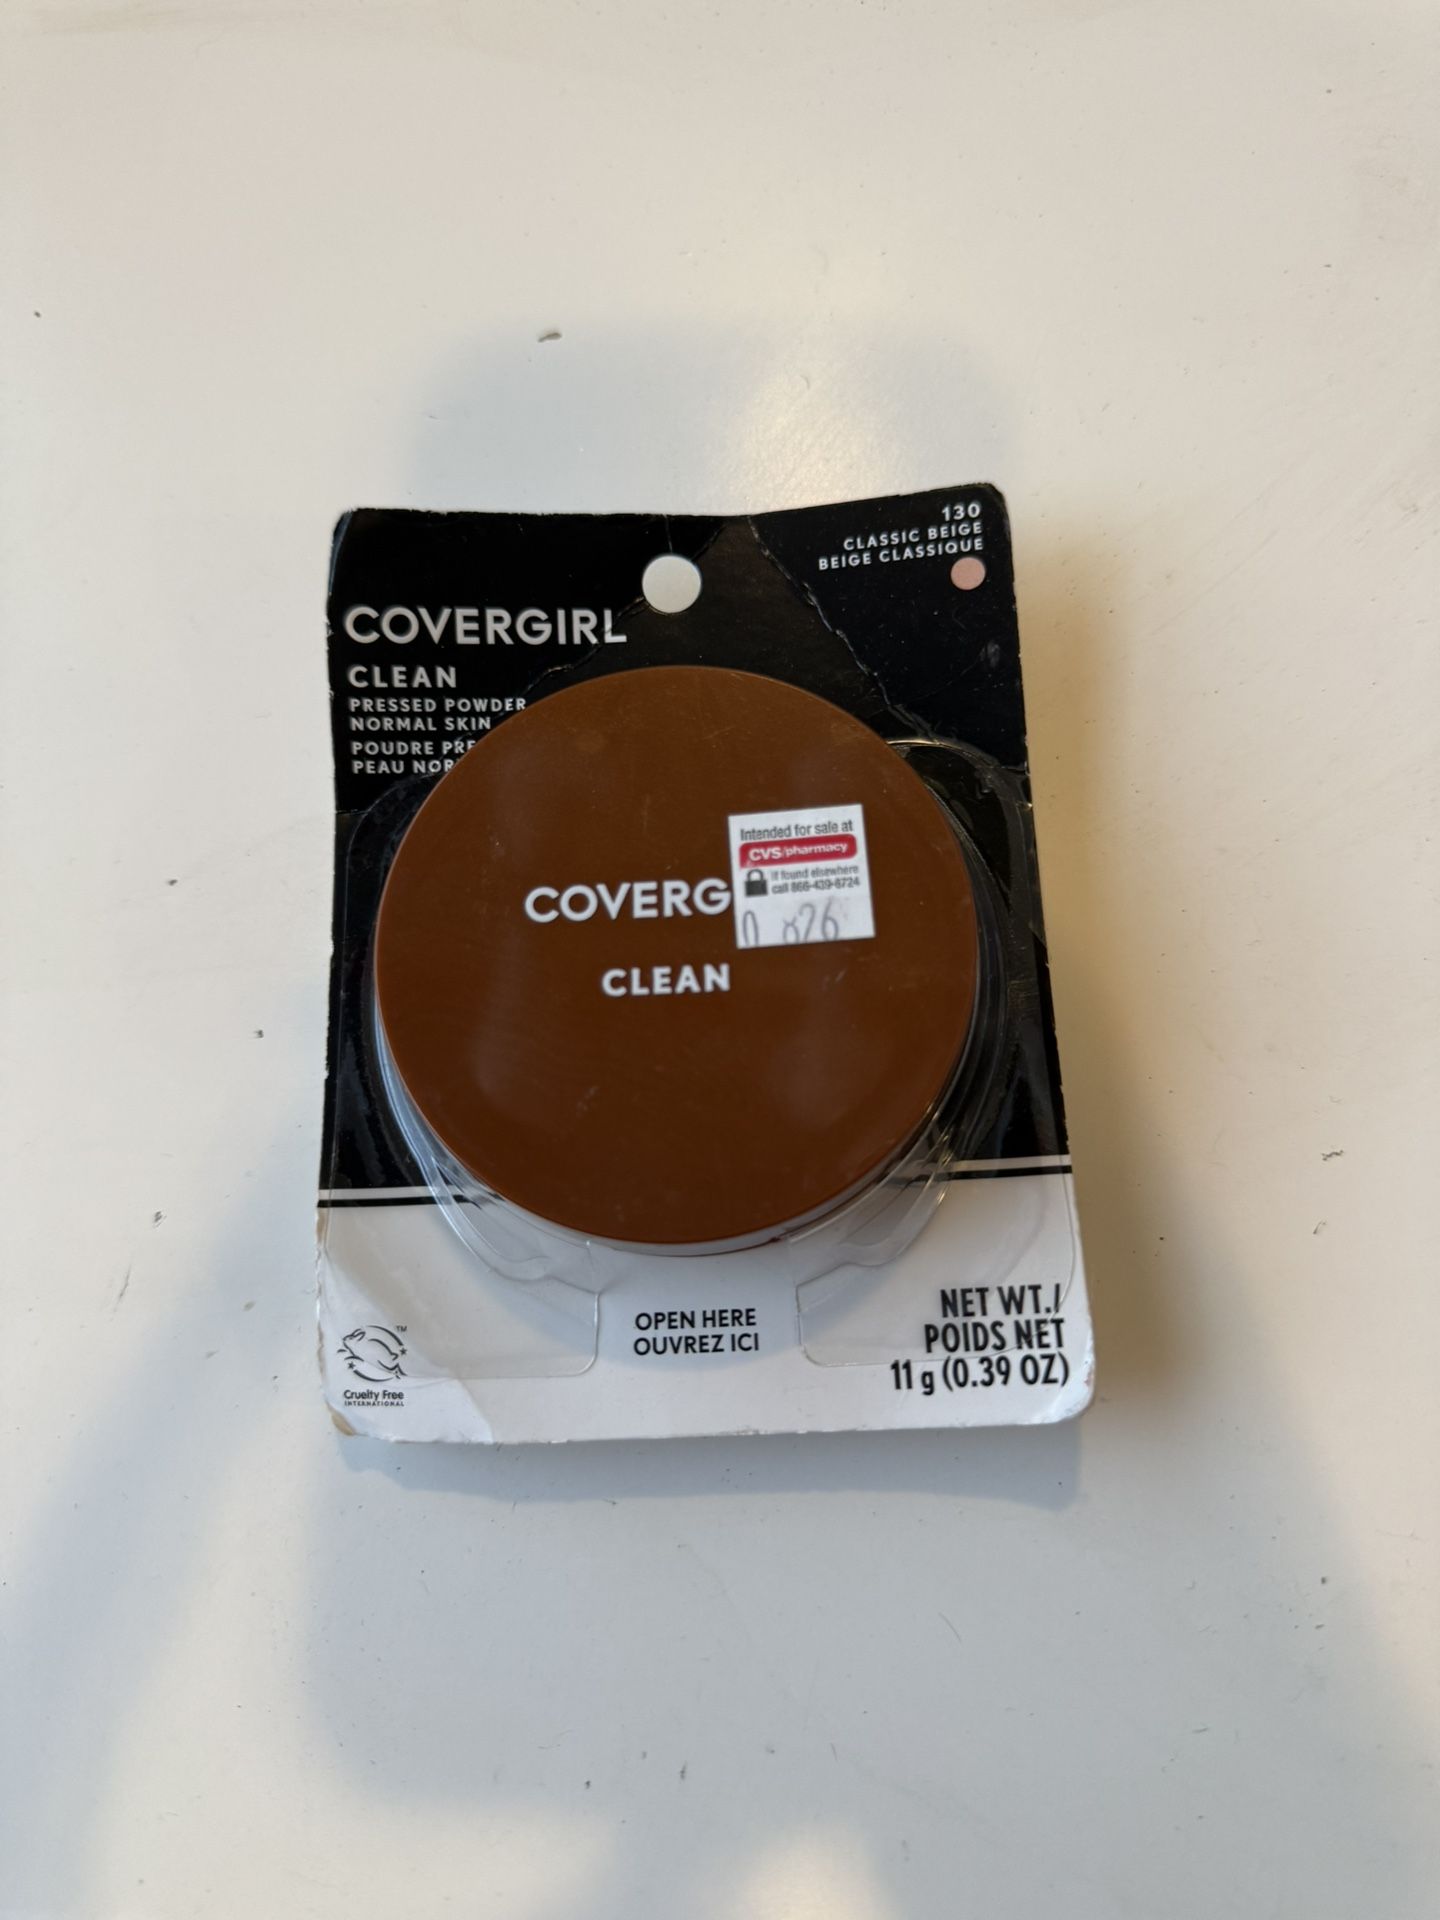 130
CLASSIC BEIGE
BEIGE CLASSIQUE
COVERGIRL
CLEAN
PRESSED POWDER
NORMAL SKIN
POUDRE PRE
PEAU NOR
Intended for sale at
CVS/pharmacy
If found elsewhere
call 866-439-8724
COVERG
CLEAN
OPEN HERE
OUVREZ ICI
NET WT./
POIDS NET
11 g (0.39 OZ)
TM
Cruelty Free
INTERNATIONAL